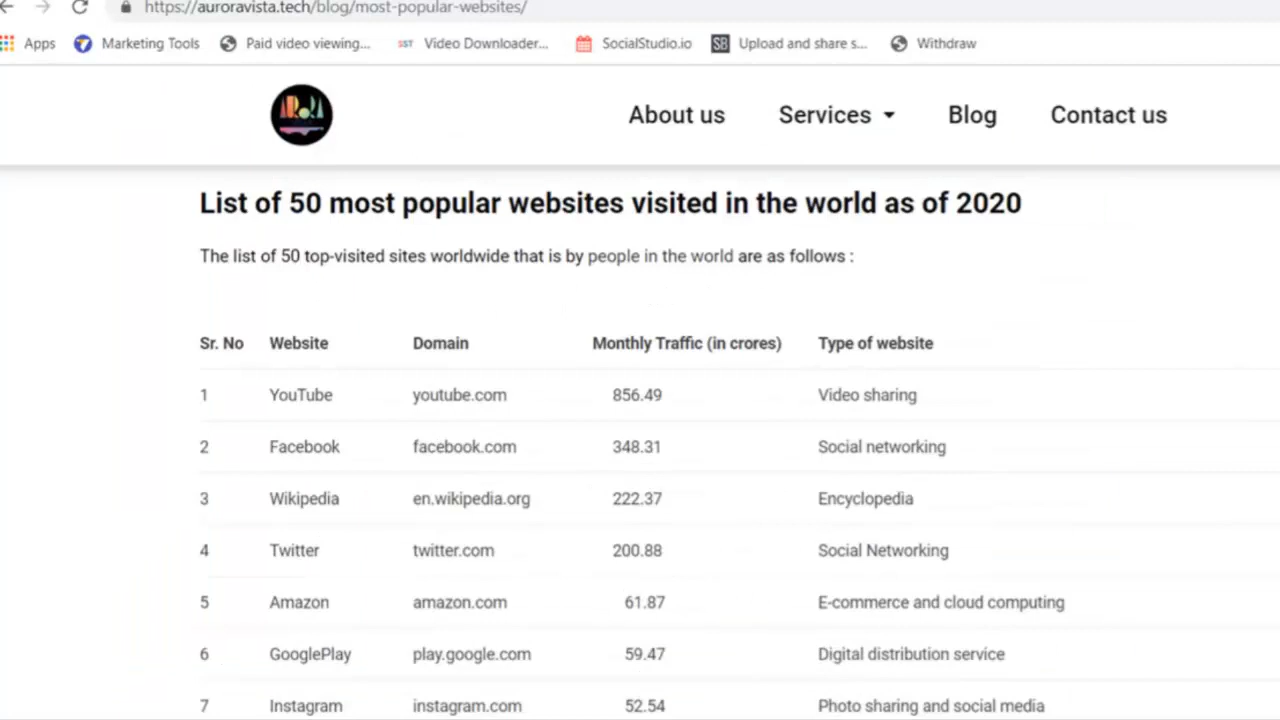 https://auroravista.tech/blog/most-popular-websites/
Apps Marketing Tools Paid video viewing... SST Video Downloader... SocialStudio.io SB Upload and share s... Withdraw
About us Services Blog Contact us
List of 50 most popular websites visited in the world as of 2020
The list of 50 top-visited sites worldwide that is by people in the world are as follows :
Sr. No Website Domain Monthly Traffic (in crores) Type of website
1 YouTube youtube.com 856.49 Video sharing
2 Facebook facebook.com 348.31 Social networking
3 Wikipedia en.wikipedia.org 222.37 Encyclopedia
4 Twitter twitter.com 200.88 Social Networking
5 Amazon amazon.com 61.87 E-commerce and cloud computing
6 GooglePlay play.google.com 59.47 Digital distribution service
7 Instagram instagram.com 52.54 Photo sharing and social media